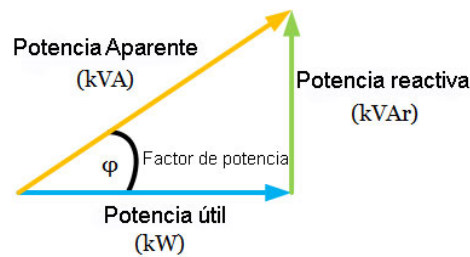 Potencia Aparente
(kVA)
Potencia reactiva
(kVAr)
φ
Factor de potencia
Potencia útil
(kW)